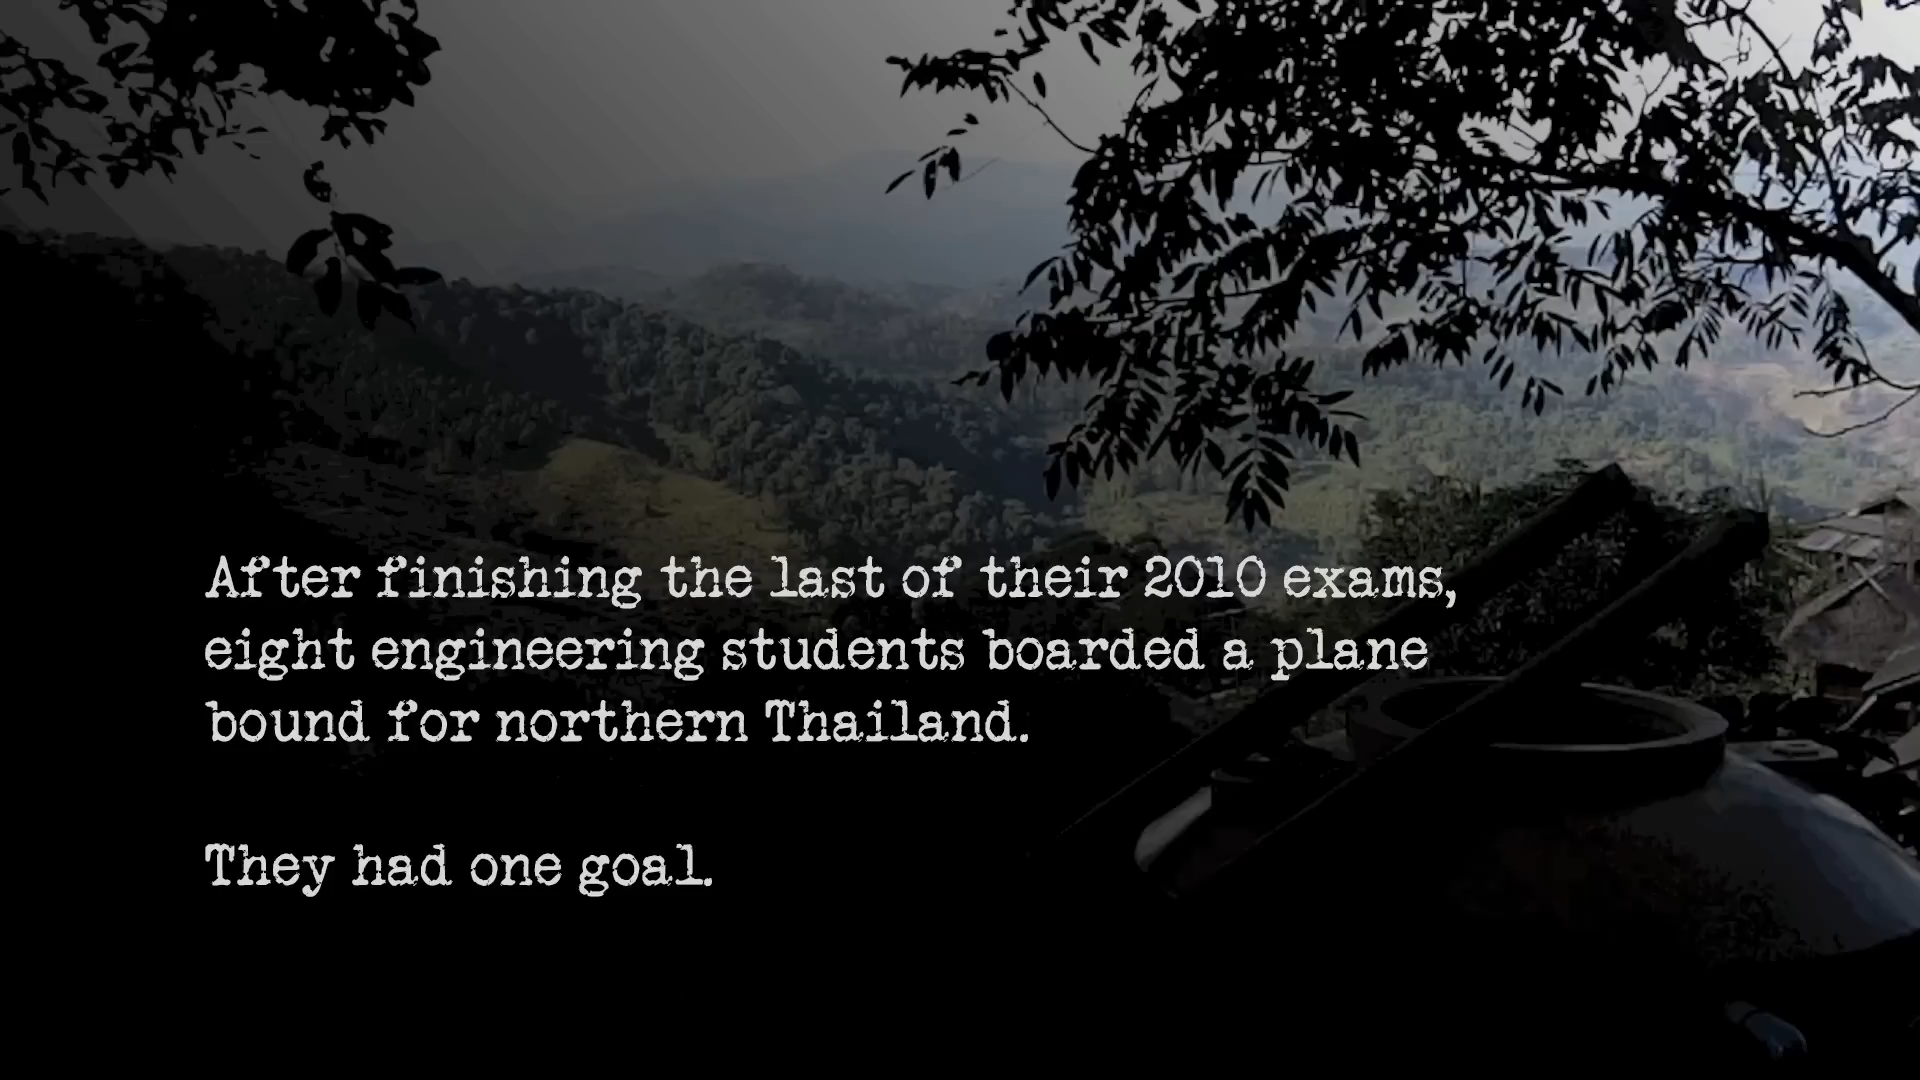 After finishing the last of their 2010 exams,
eight engineering students boarded a plane
bound for northern Thailand.
They had one goal.